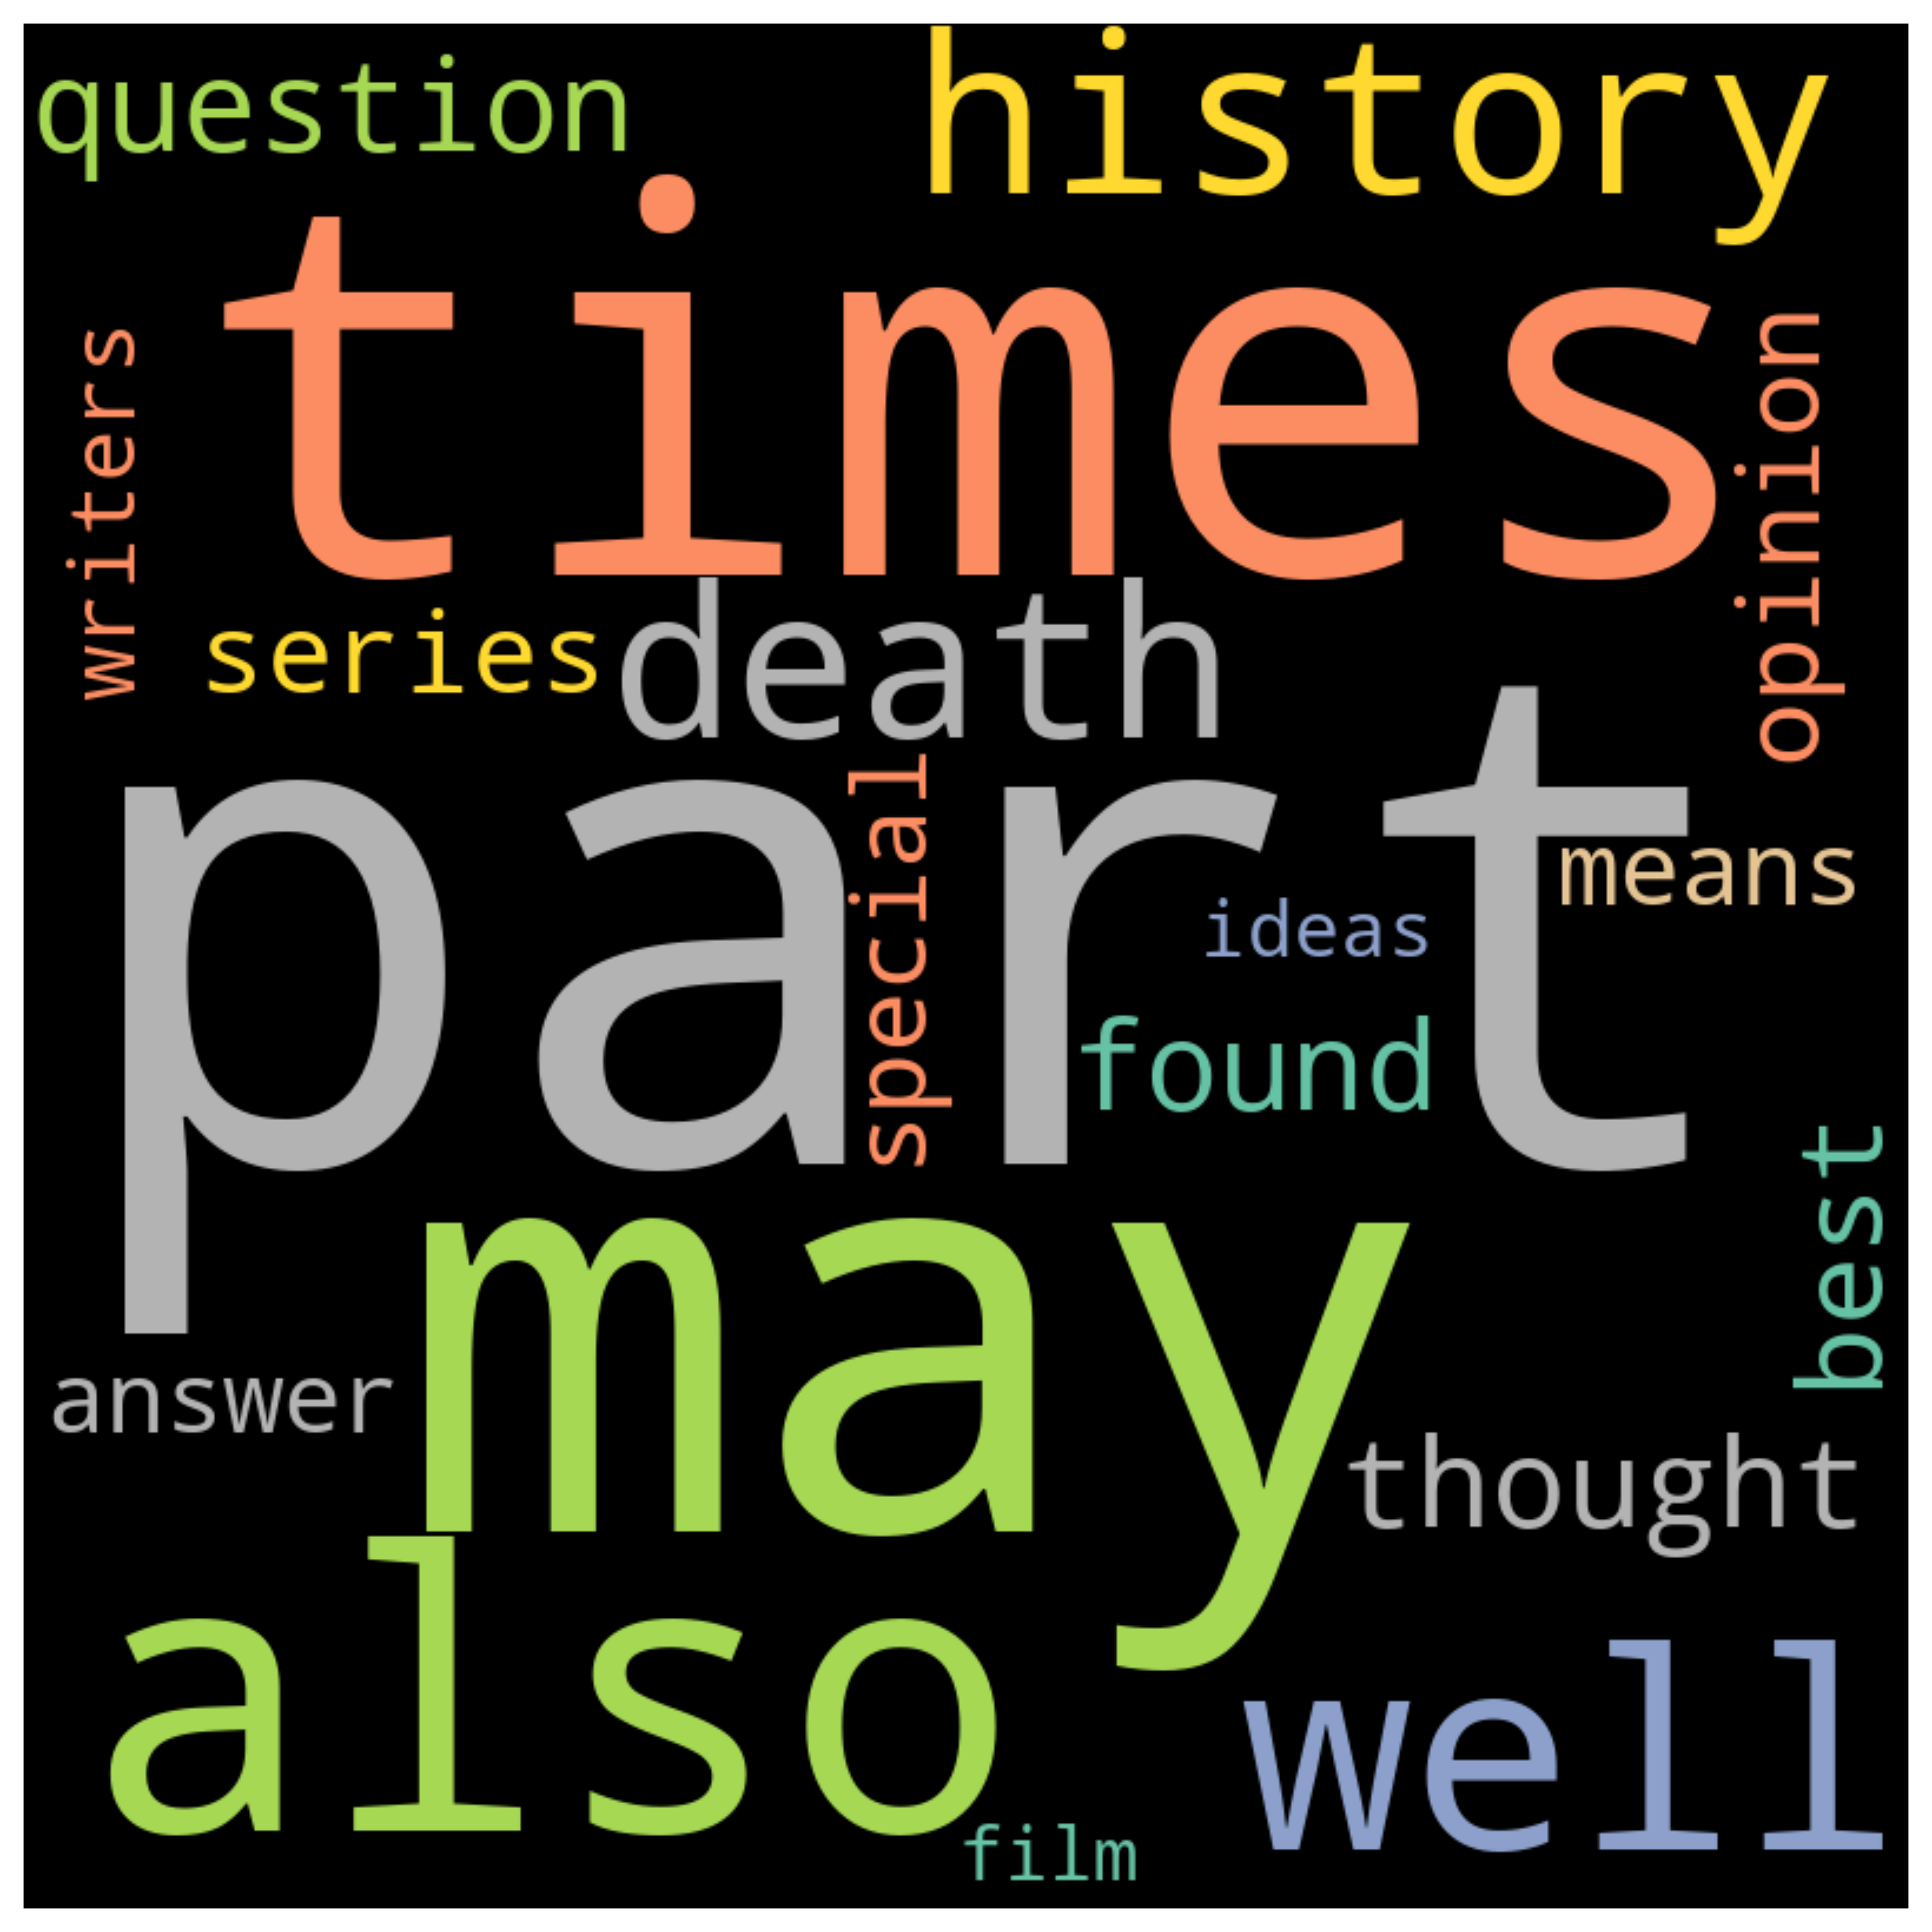 question
history
times
writers
opinion
series
death
part
special
means
ideas
found
best
may
answer
thought
also
well
film